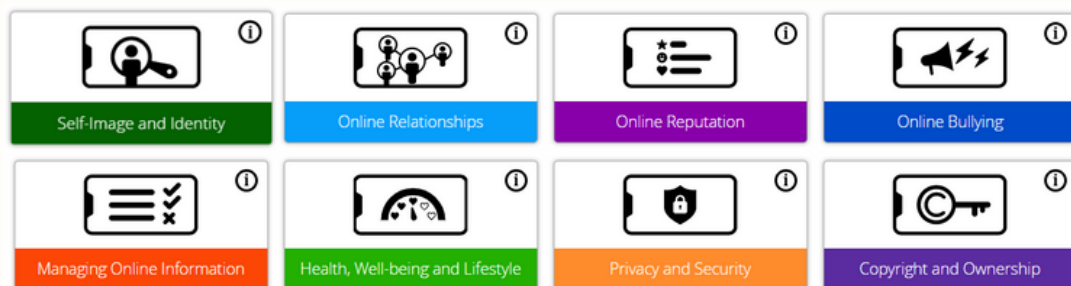 Self-Image and Identity
Online Relationships
Online Reputation
Online Bullying
Managing Online Information
Health, Well-being and Lifestyle
Privacy and Security
Copyright and Ownership